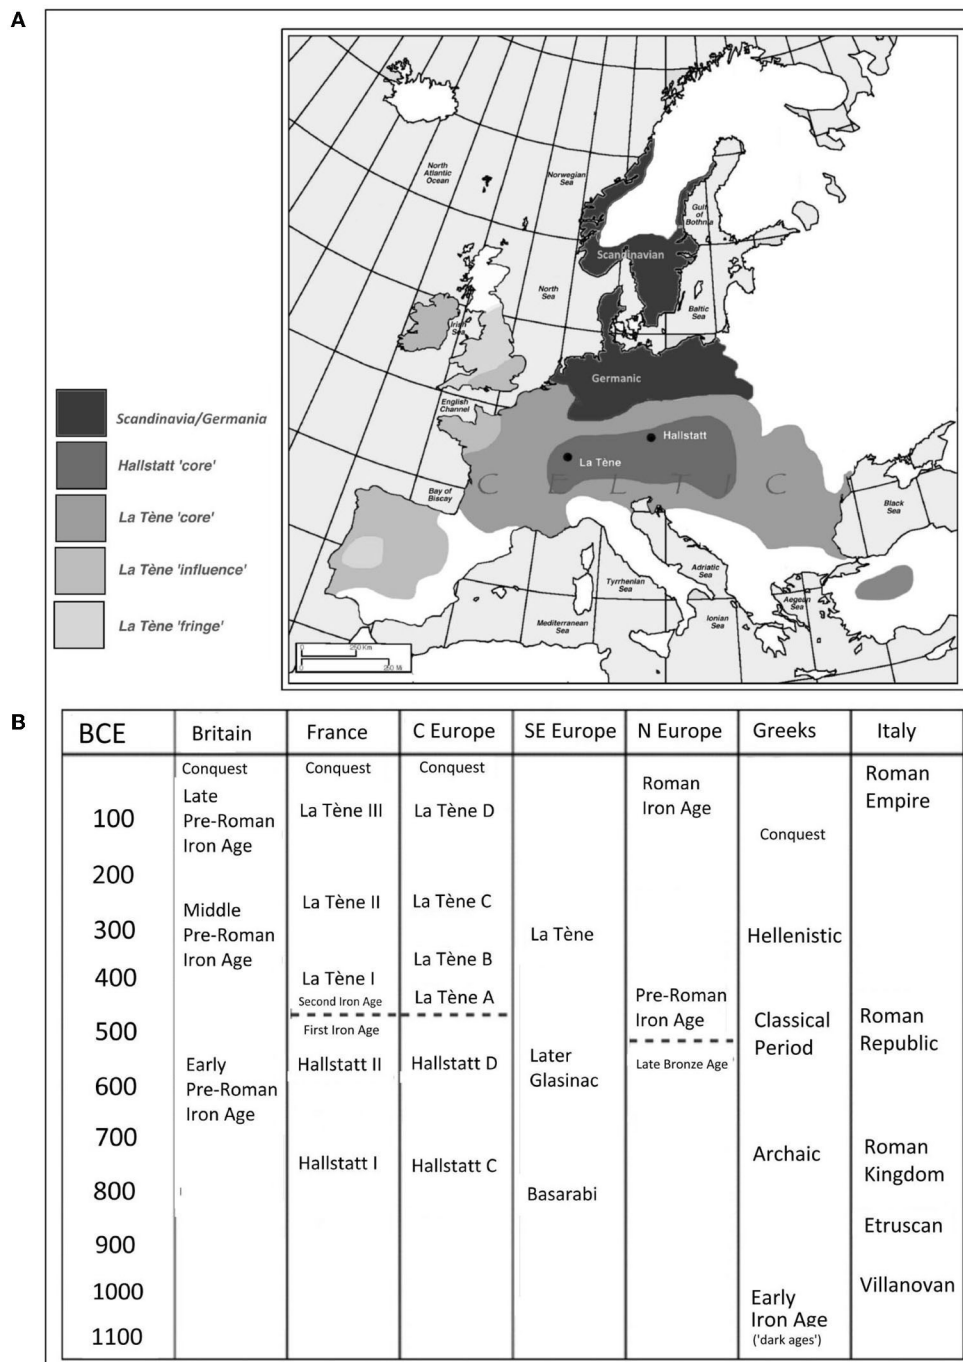 A
North
Atlantic
Ocean
Norwegian
Sea
Gulf
of
Bothnia
Scandinavian
North
Sea
Baltic
Sea
Irish
Sea
Germanic
English
Channel
Hallstatt
La Tène
CELTIC
Bay of
Biscay
Black
Sea
Adriatic
Sea
Tyrrhenian
Sea
Aegean
Sea
Mediterranean
Sea
Ionian
Sea
0 250 Km
0 250 Mi
Scandinavia/Germania
Hallstatt 'core'
La Tène 'core'
La Tène 'influence'
La Tène 'fringe'
B
BCE Britain France C Europe SE Europe N Europe Greeks Italy
100
200
300
400
500
600
700
800
900
1000
1100
Conquest
Late
Pre-Roman
Iron Age
Middle
Pre-Roman
Iron Age
Early
Pre-Roman
Iron Age
Conquest
La Tène III
La Tène II
La Tène I
Second Iron Age
First Iron Age
Hallstatt II
Hallstatt I
Conquest
La Tène D
La Tène C
La Tène B
La Tène A
Hallstatt D
Hallstatt C
La Tène
Later
Glasinac
Basarabi
Roman
Iron Age
Pre-Roman
Iron Age
Late Bronze Age
Conquest
Hellenistic
Classical
Period
Archaic
Early
Iron Age
('dark ages')
Roman
Empire
Roman
Republic
Roman
Kingdom
Etruscan
Villanovan